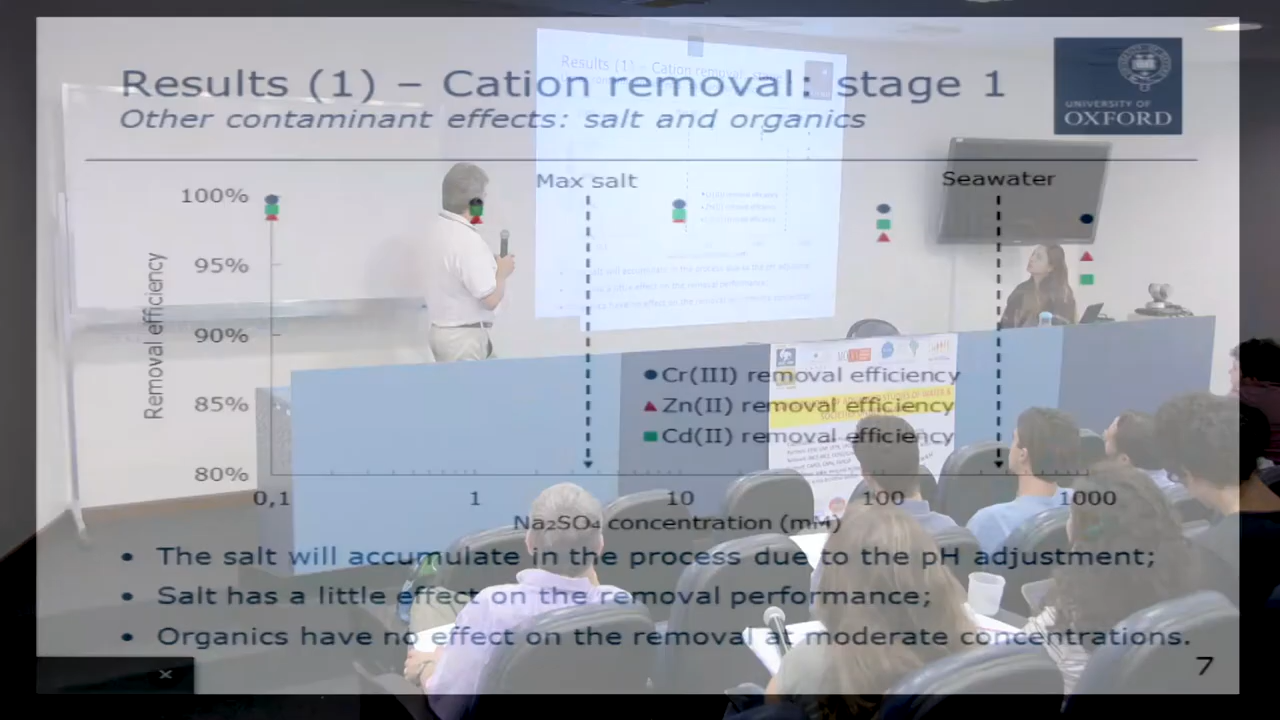 Results (1) – Cation removal: stage 1
Other contaminant effects: salt and organics
UNIVERSITY OF
OXFORD
Max salt
Seawater
100%
95%
90%
85%
80%
Removal efficiency
Cr(III) removal efficiency
Zn(II) removal efficiency
Cd(II) removal efficiency
0,1 1 10 100 1000
Na₂SO₄ concentration (mM)
• The salt will accumulate in the process due to the pH adjustment;
• Salt has a little effect on the removal performance;
• Organics have no effect on the removal at moderate concentrations.
7